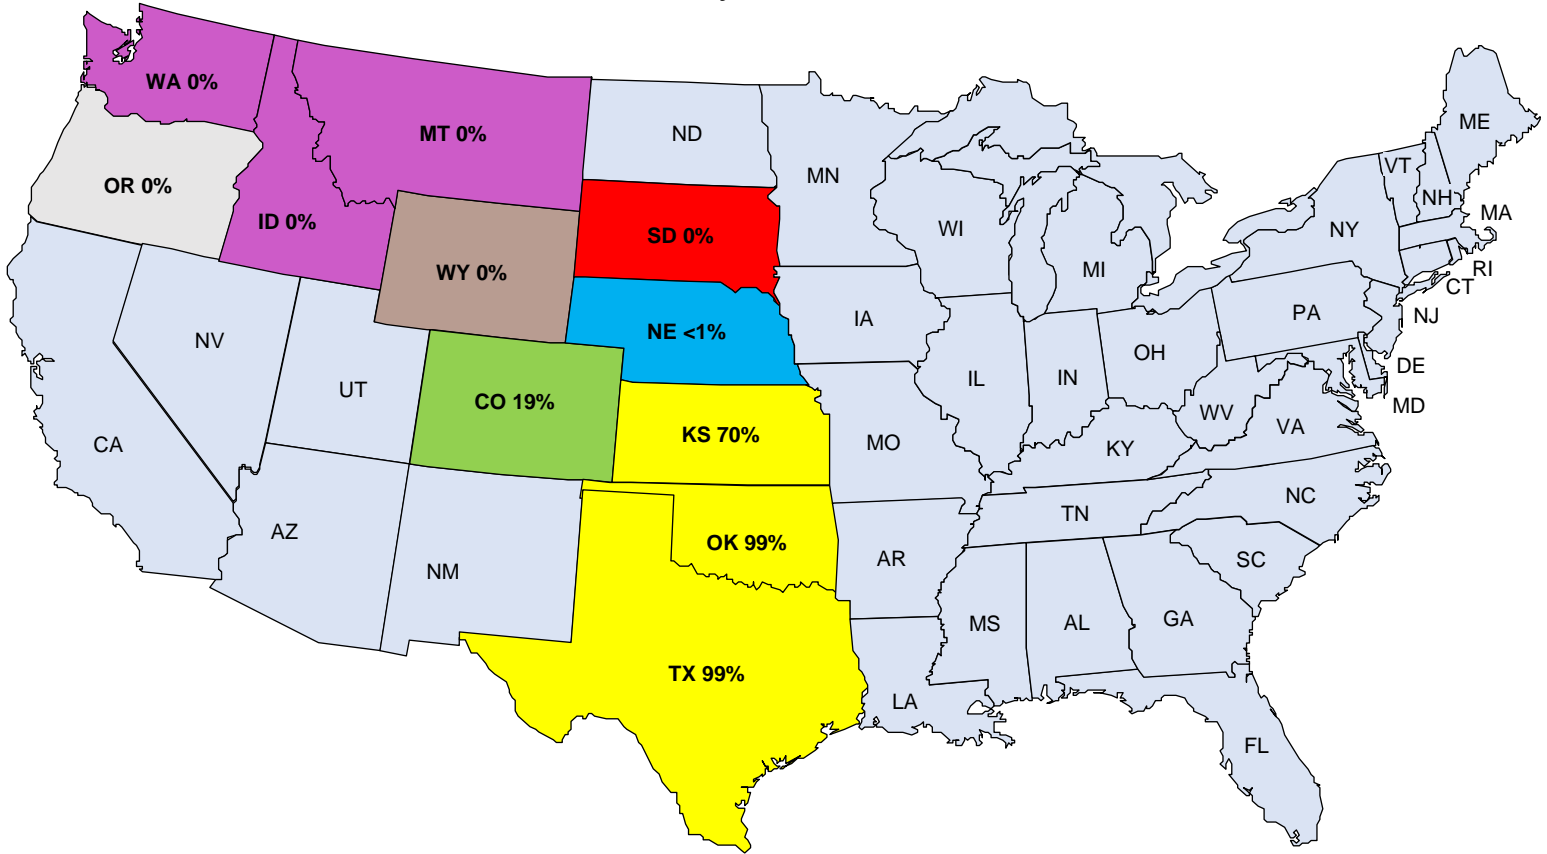 WA 0%
MT 0%
ND
ME
OR 0%
ID 0%
SD 0%
MN
VT
NH
MA
WI
NY
WY 0%
MI
RI
CT
NE <1%
IA
PA
NJ
NV
UT
CO 19%
IL
IN
OH
DE
MD
CA
KS 70%
MO
KY
WV
VA
AZ
NM
OK 99%
AR
TN
NC
SC
TX 99%
LA
MS
AL
GA
FL